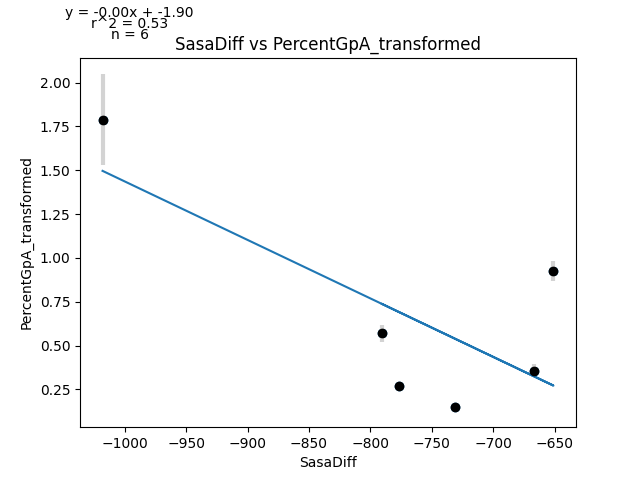 y = -0.00x + -1.90
r^2 = 0.53
n = 6
SasaDiff vs PercentGpA_transformed
PercentGpA_transformed
2.00
1.75
1.50
1.25
1.00
0.75
0.50
0.25
−1000 −950 −900 −850 −800 −750 −700 −650
SasaDiff